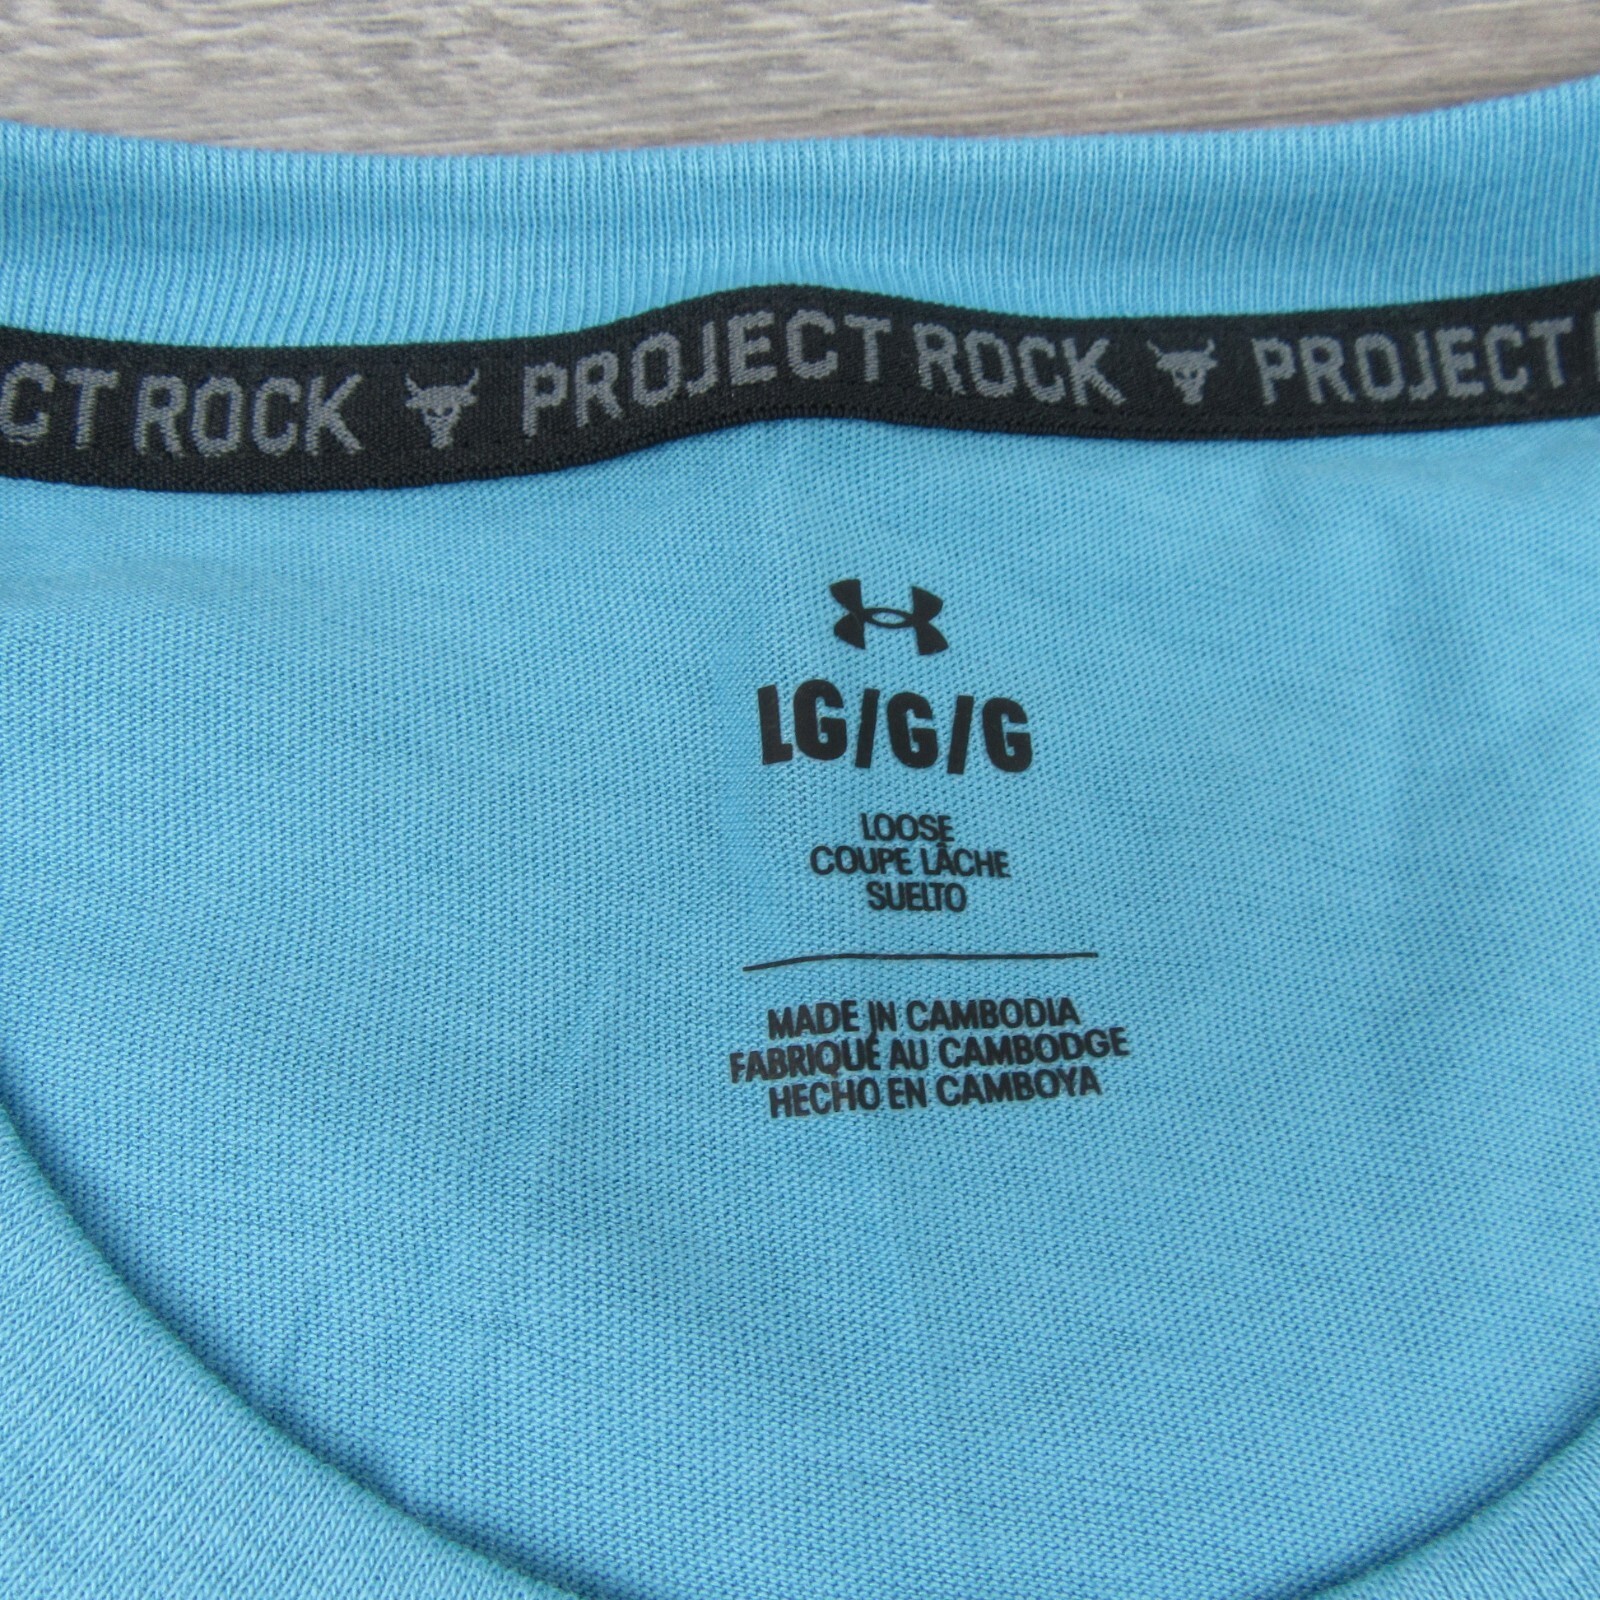 CT ROCK PROJECT ROCK PROJECT
LG/G/G
LOOSE
COUPE LÂCHE
SUELTO
MADE IN CAMBODIA
FABRIQUÉ AU CAMBODGE
HECHO EN CAMBOYA